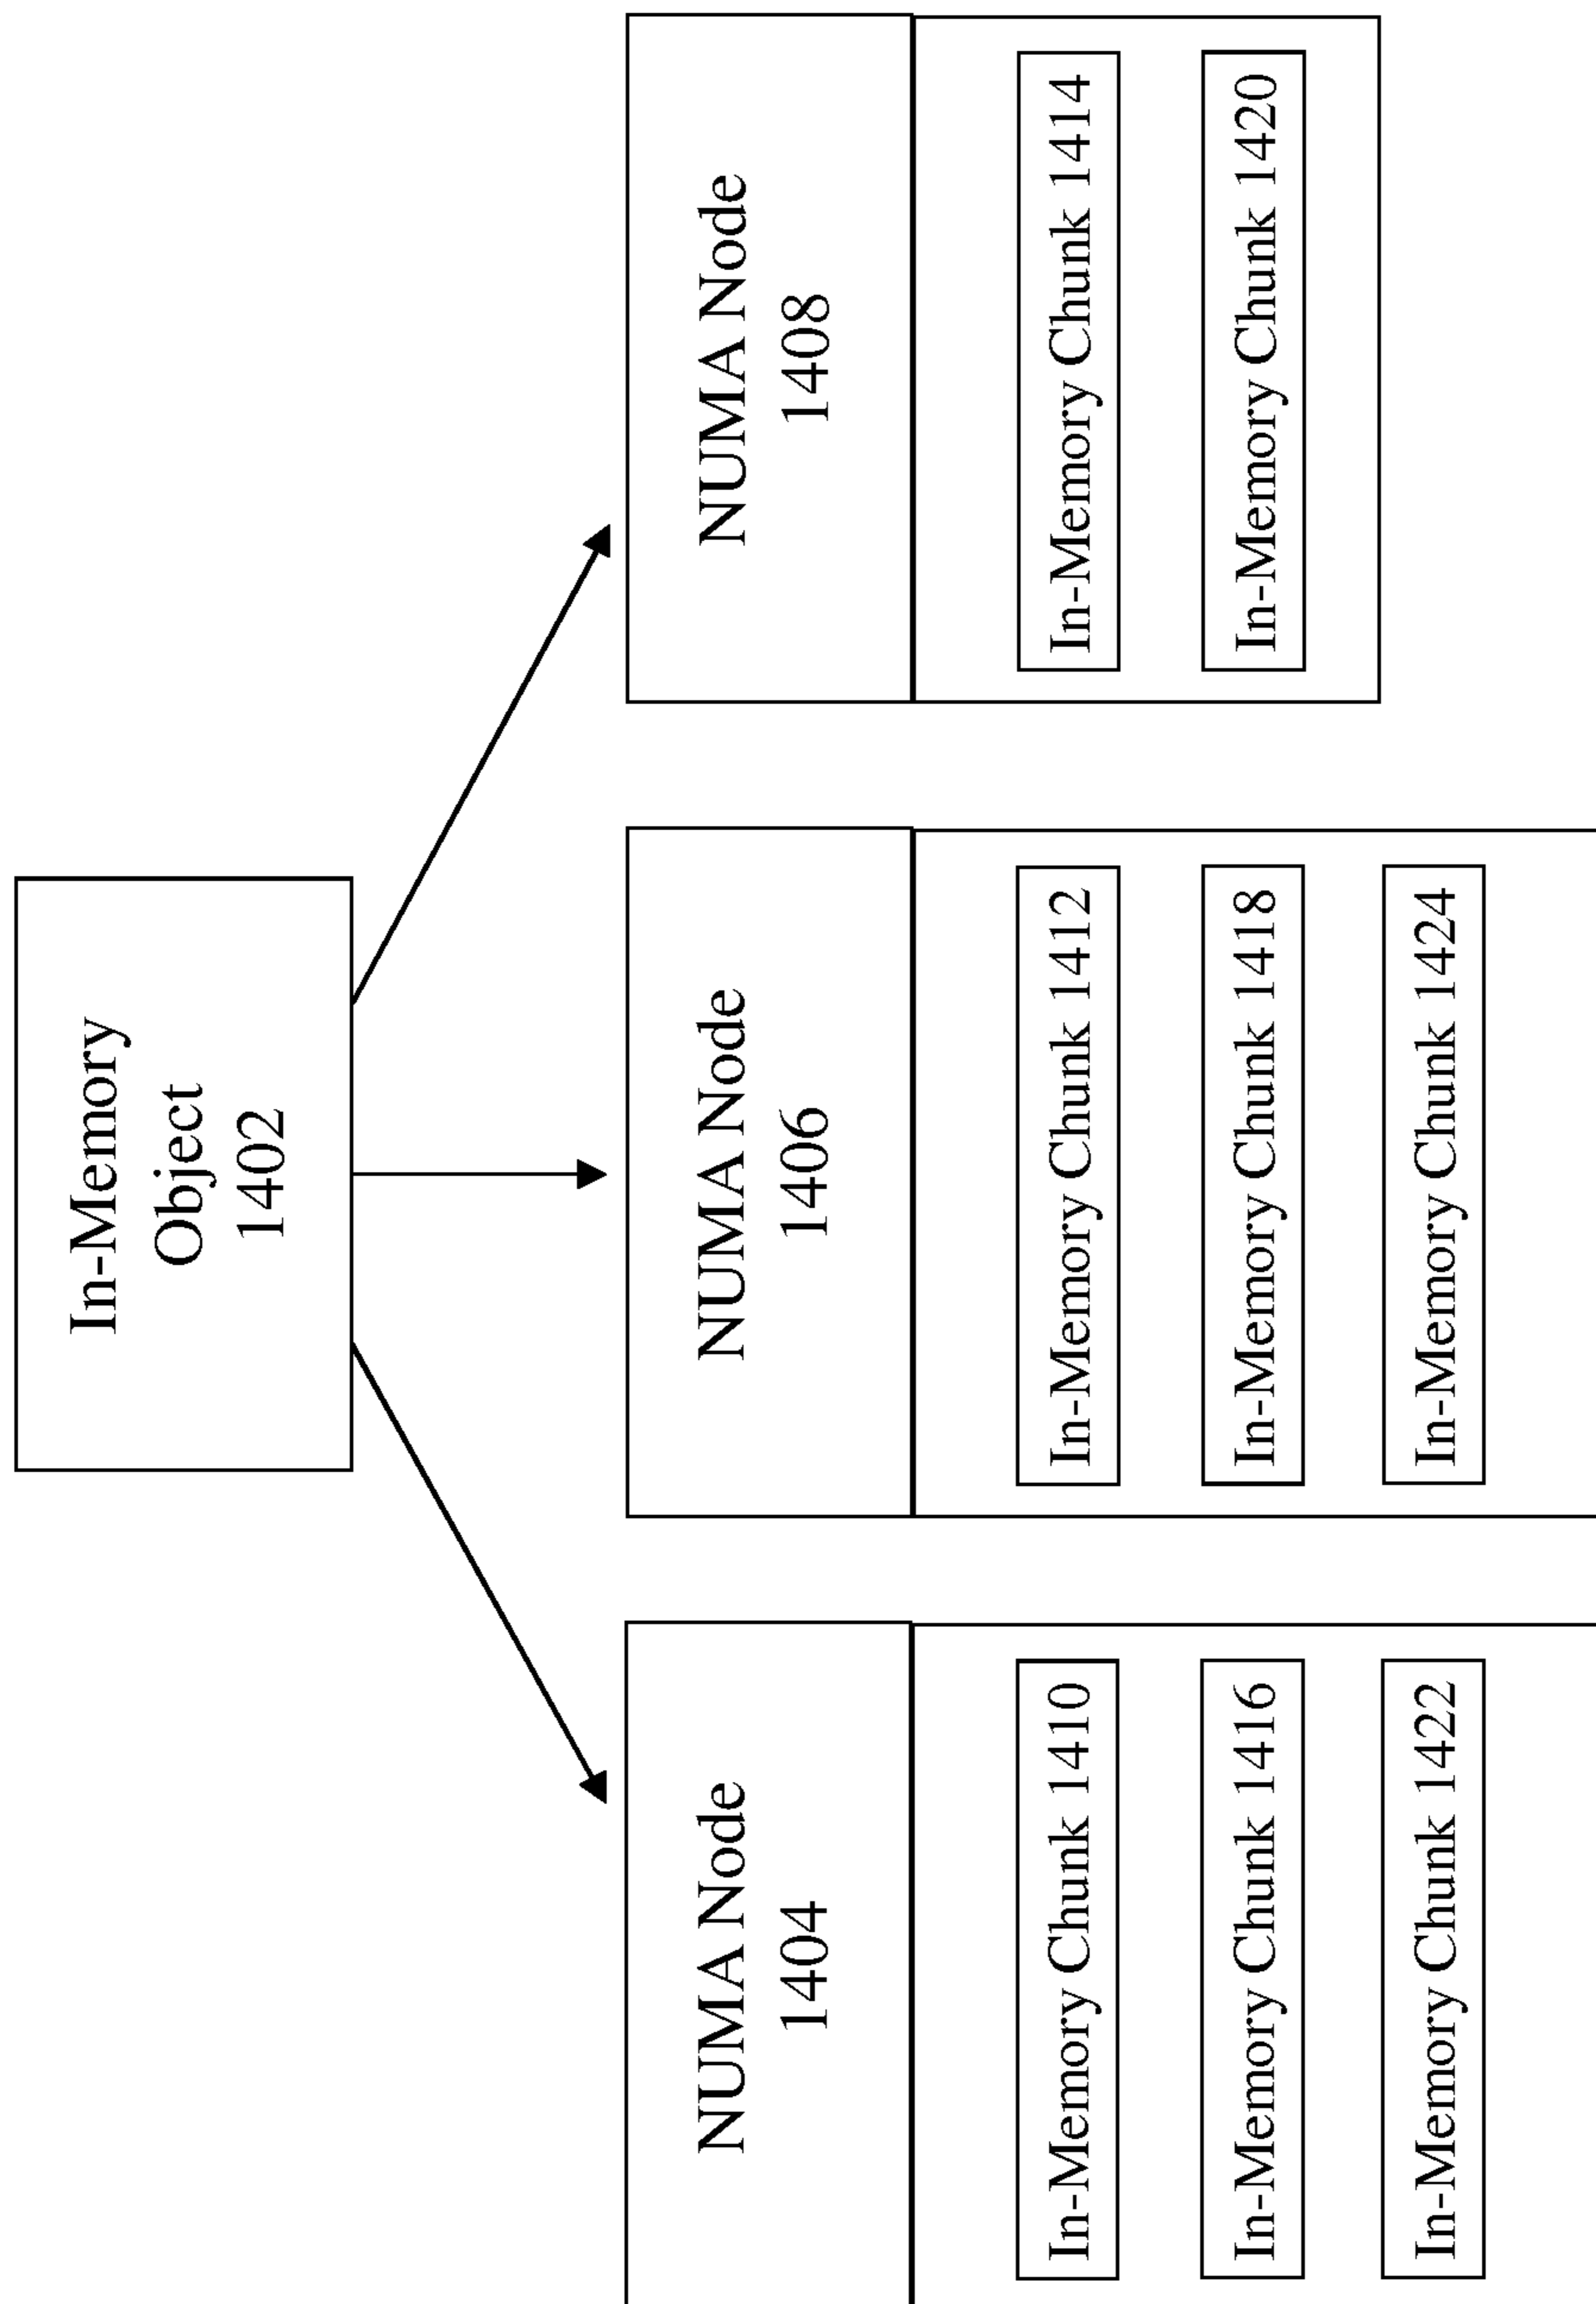 In-Memory
Object
1402
NUMA Node
1404
In-Memory Chunk 1410
In-Memory Chunk 1416
In-Memory Chunk 1422
NUMA Node
1406
In-Memory Chunk 1412
In-Memory Chunk 1418
In-Memory Chunk 1424
NUMA Node
1408
In-Memory Chunk 1414
In-Memory Chunk 1420